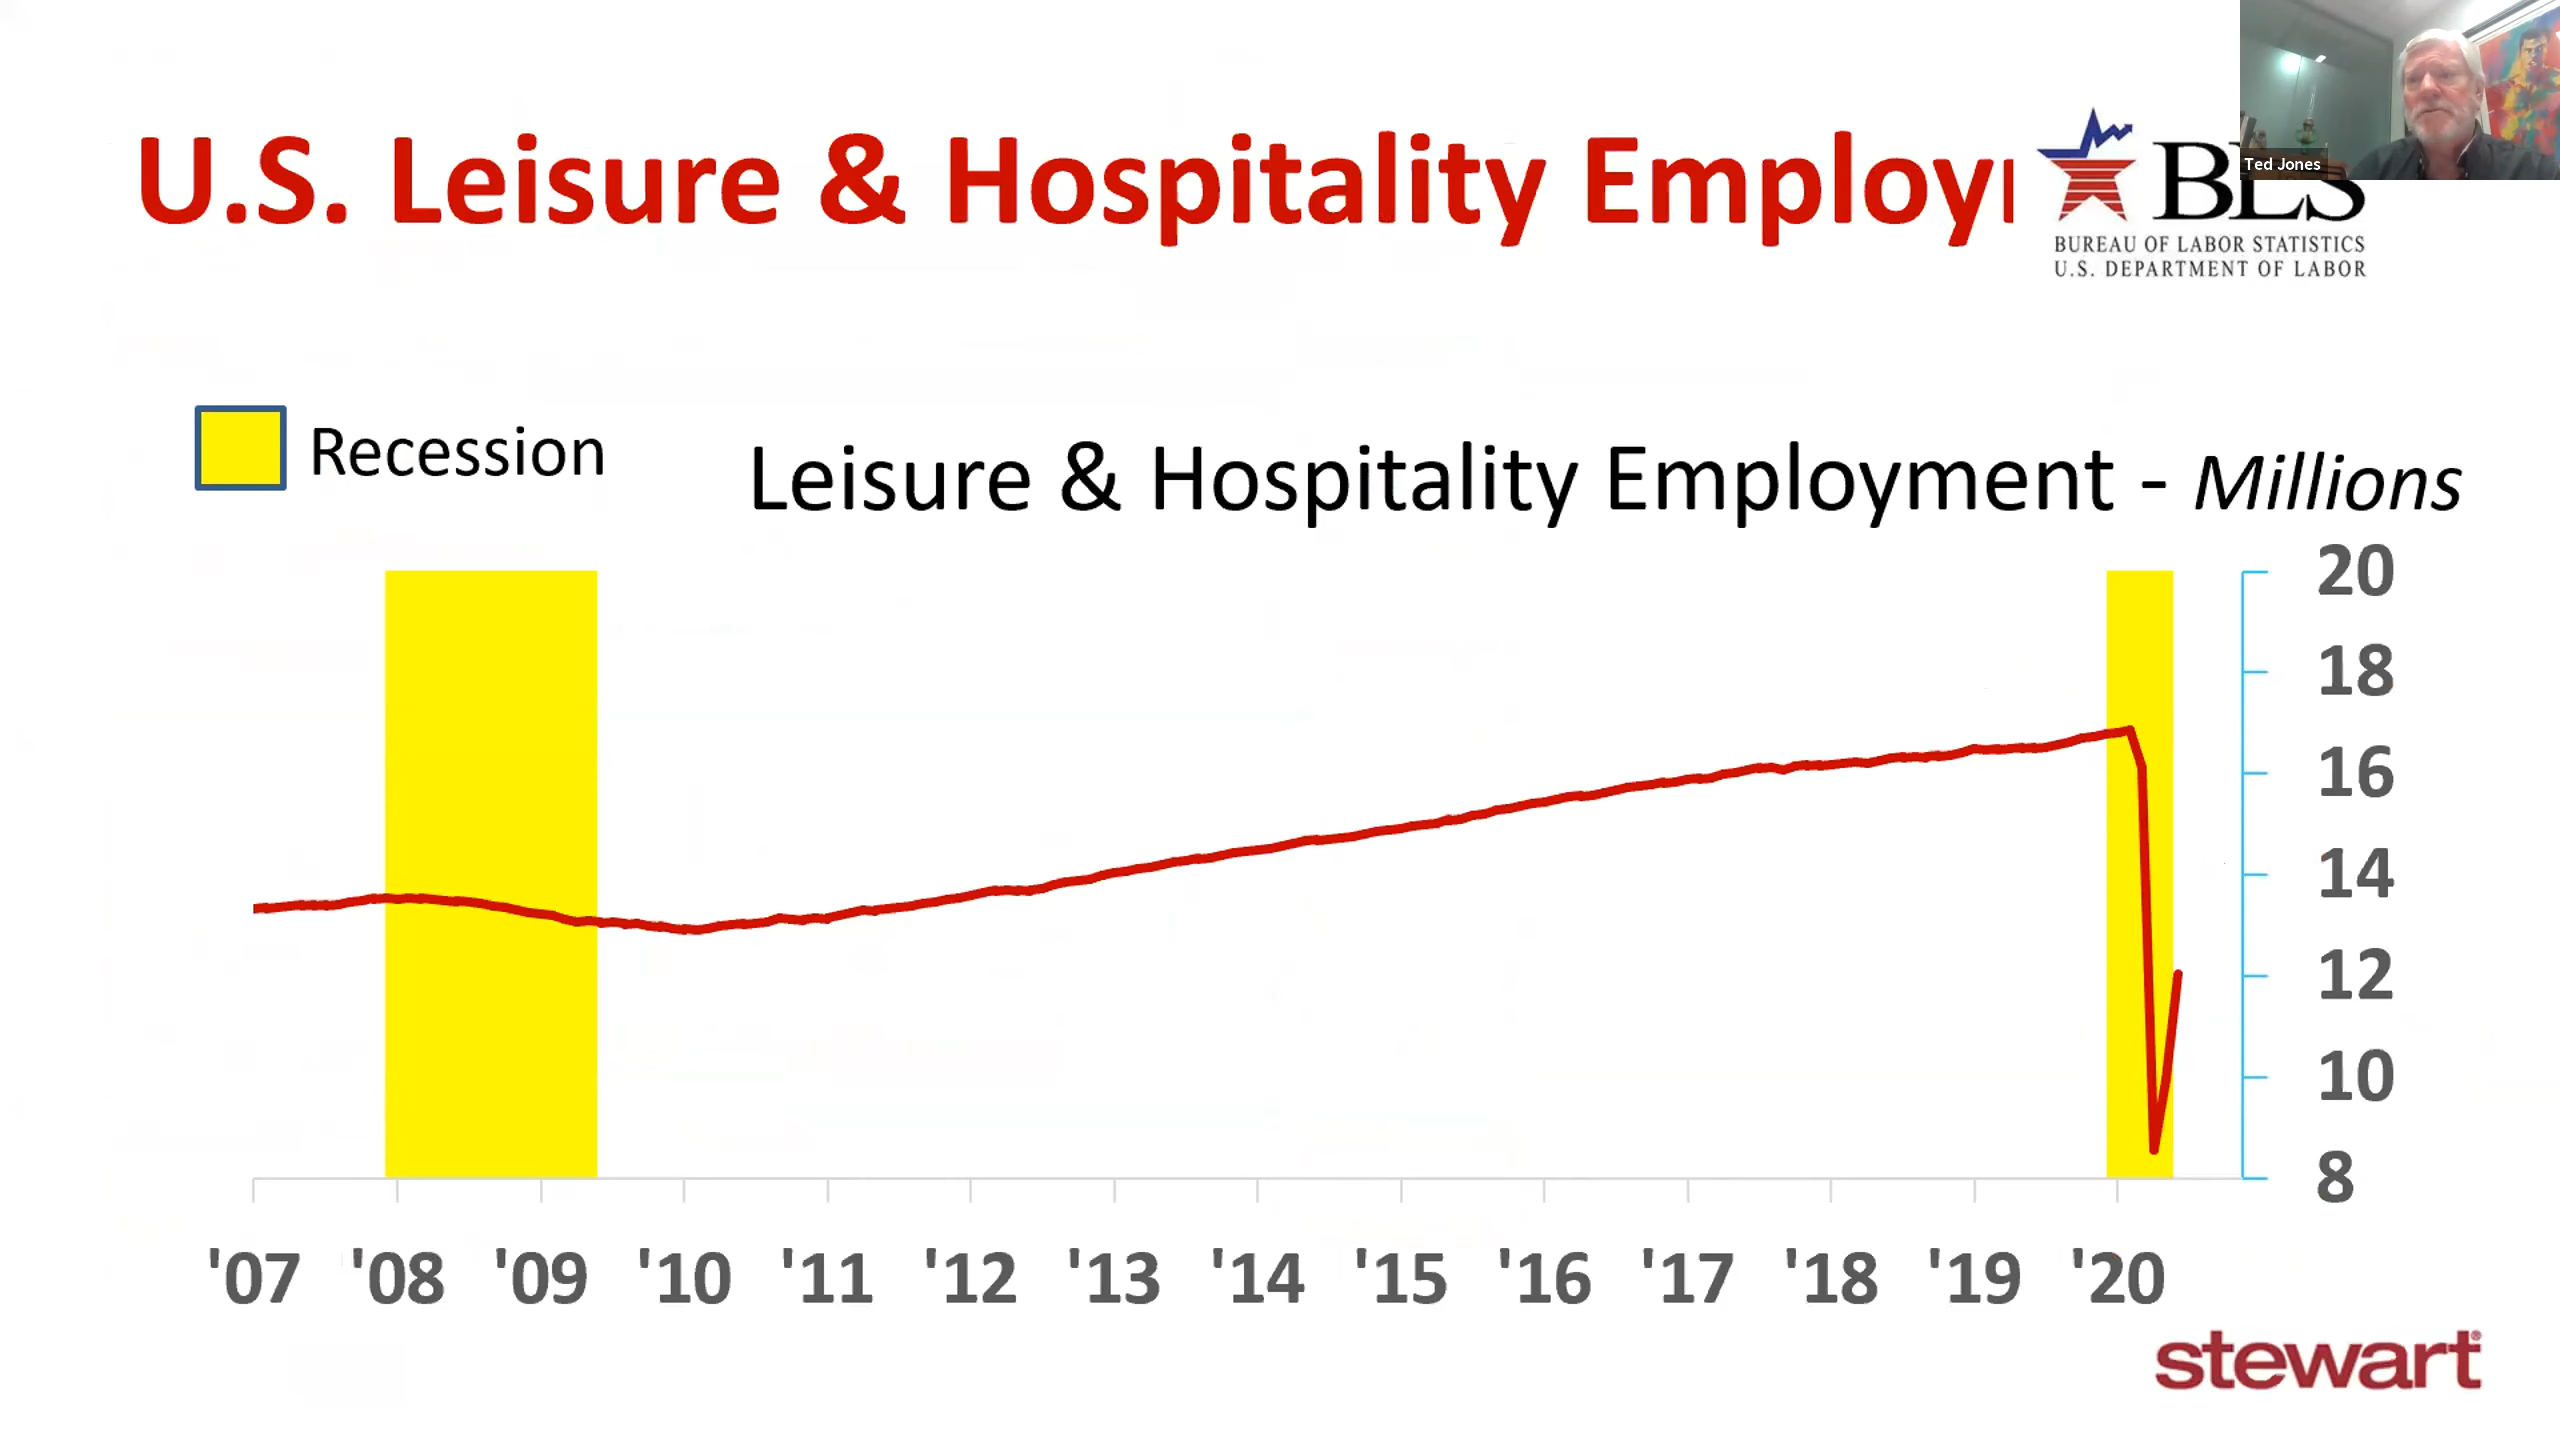 U.S. Leisure & Hospitality Employ
BLS
BUREAU OF LABOR STATISTICS
U.S. DEPARTMENT OF LABOR
Ted Jones
Recession
Leisure & Hospitality Employment - Millions
20
18
16
14
12
10
8
'07 '08 '09 '10 '11 '12 '13 '14 '15 '16 '17 '18 '19 '20
stewart